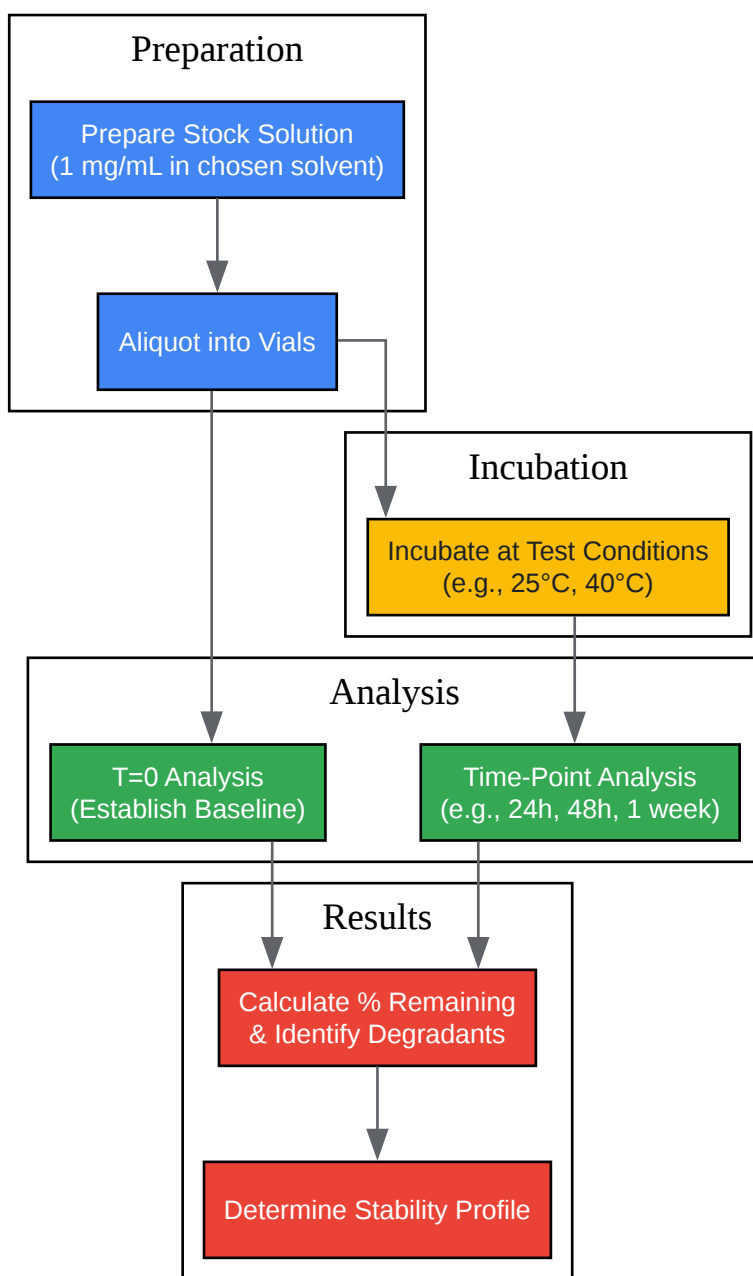 Preparation
Prepare Stock Solution
(1 mg/mL in chosen solvent)
Aliquot into Vials
Incubation
Incubate at Test Conditions
(e.g., 25°C, 40°C)
Analysis
T=0 Analysis
(Establish Baseline)
Time-Point Analysis
(e.g., 24h, 48h, 1 week)
Results
Calculate % Remaining
& Identify Degradants
Determine Stability Profile